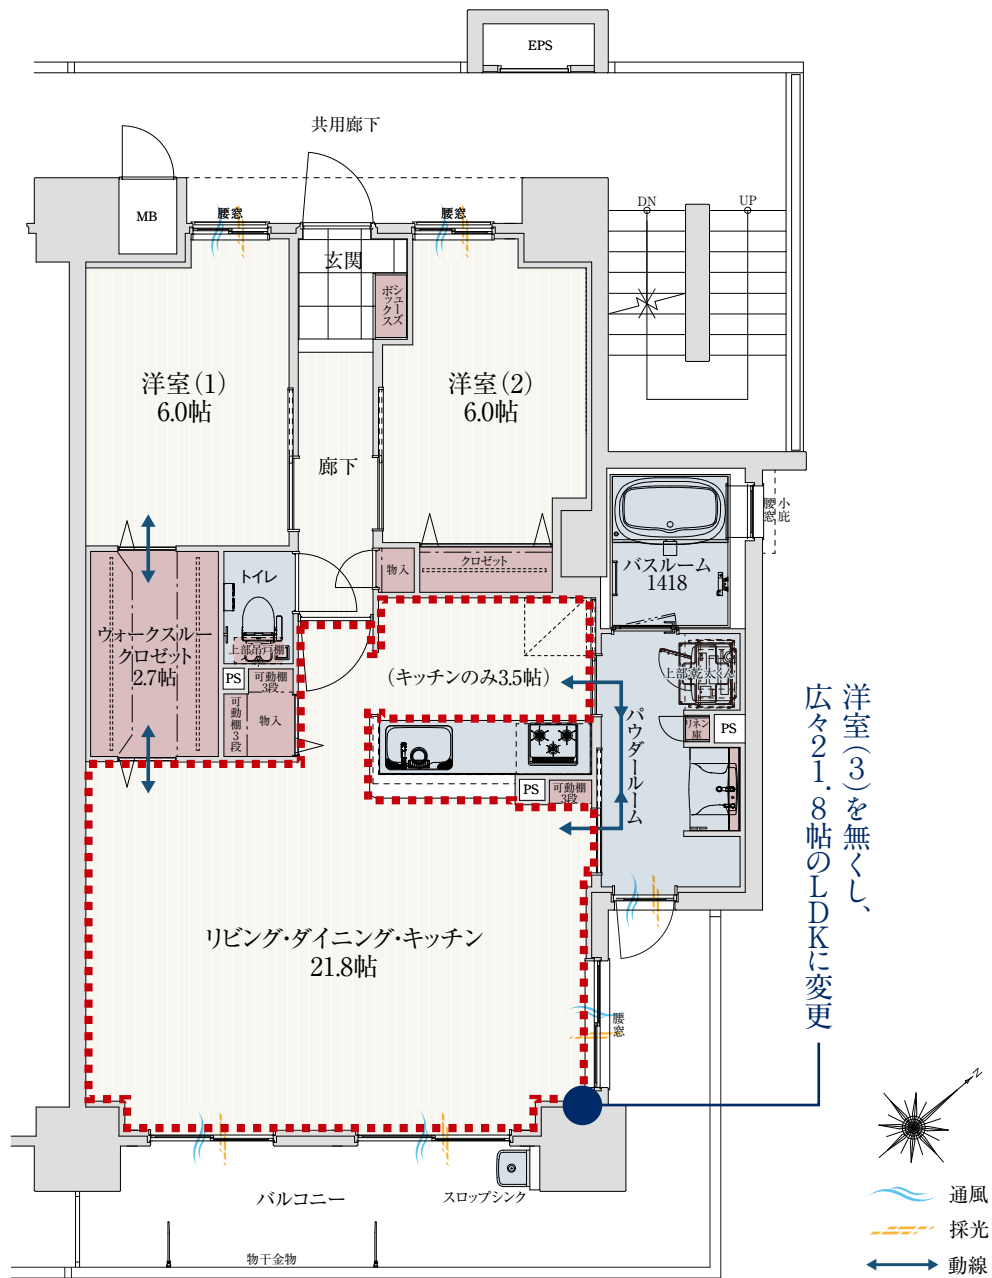 EPS
共用廊下
MB
腰窓
腰窓
DN
UP
玄関
シューズ
ボックス
洋室(1)
6.0帖
洋室(2)
6.0帖
廊下
小庇
腰窓
バスルーム
1418
物入
クロゼット
トイレ
上部吊戸棚
ウォークスルー
クロゼット
2.7帖
PS
可動棚
3段
可動棚3段
物入
(キッチンのみ3.5帖)
上部乾太くん
パウダールーム
リネン
庫
PS
PS
可動棚
3段
洋室(3)を無くし、
広々21.8帖のLDKに変更
リビング・ダイニング・キッチン
21.8帖
腰窓
バルコニー
スロップシンク
物干金物
N
通風
採光
動線